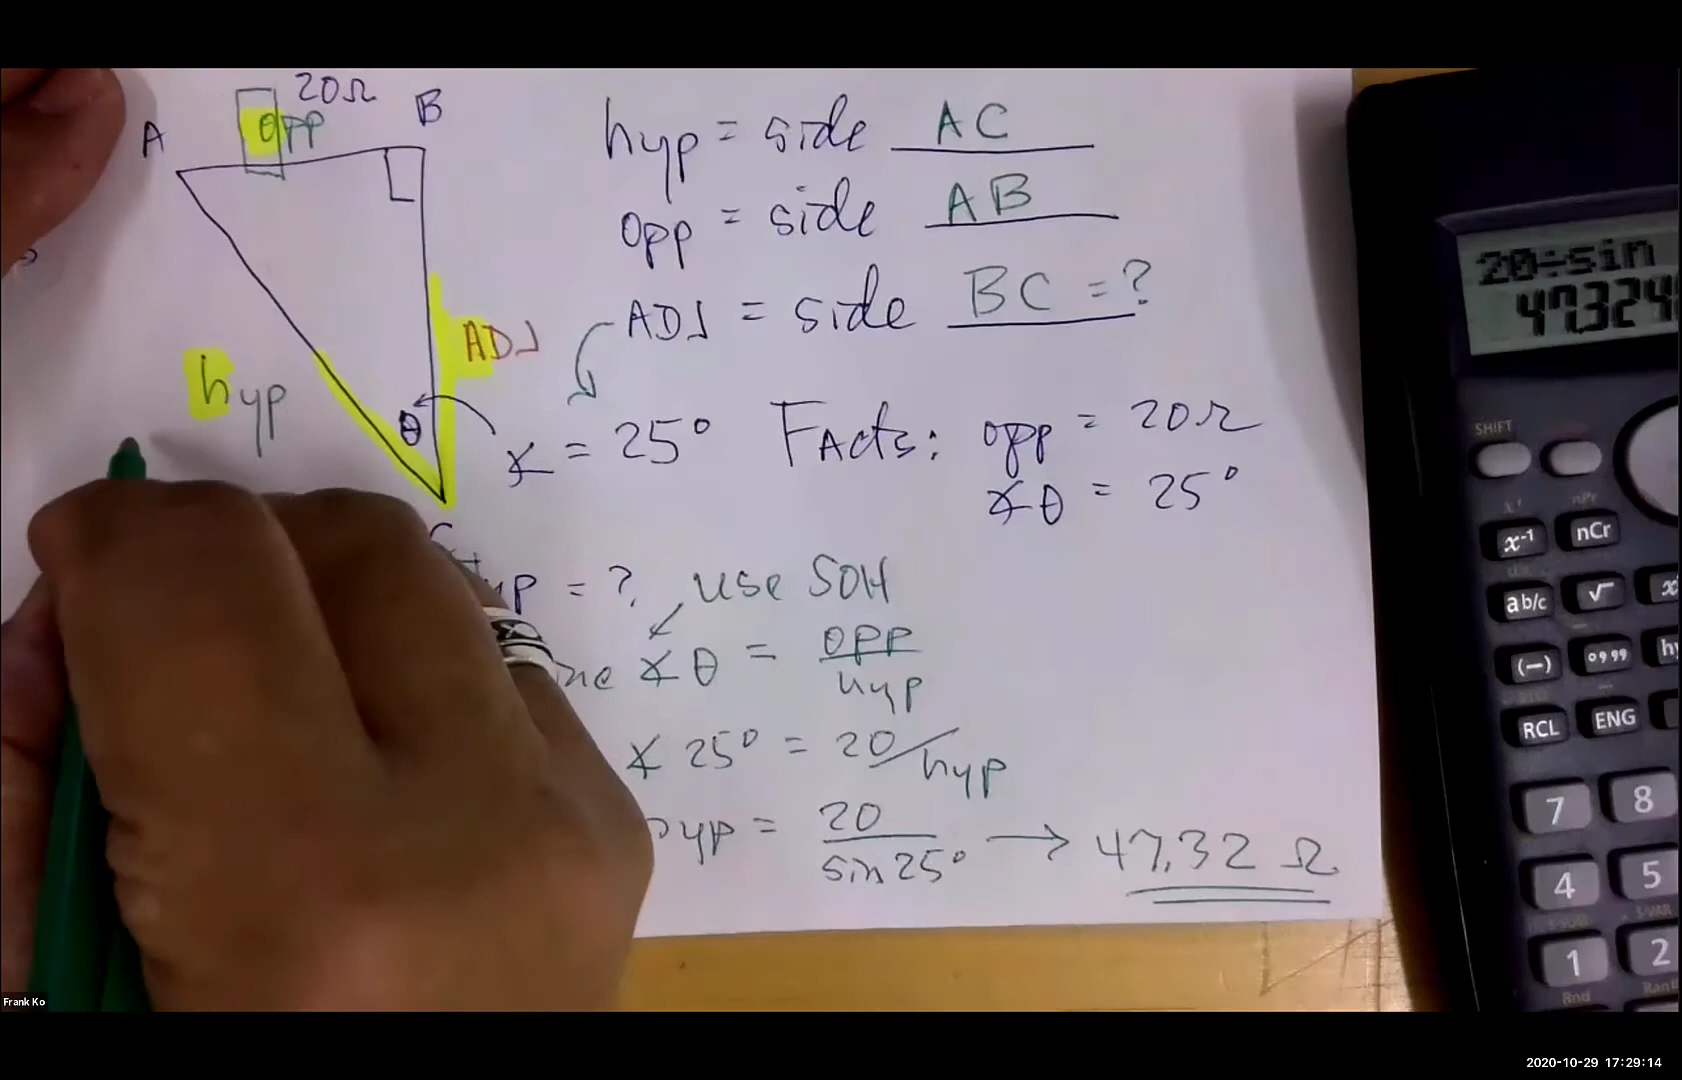 20Ω
A
opp
B
hyp = side AC
opp = side AB
ADJ = side BC = ?
ADJ
hyp
θ
∡ = 25°
Facts: opp = 20Ω
∡θ = 25°
= ? use SOH
∡ θ = opp / hyp
∡ 25° = 20/hyp
hyp = 20 / sin 25° → 47.32 Ω
20÷sin
47.324
SHIFT
x⁻¹ nCr
ab/c √
(−)
RCL ENG
7 8
4 5
1 2
Rnd
Frank Ko
2020-10-29 17:29:14